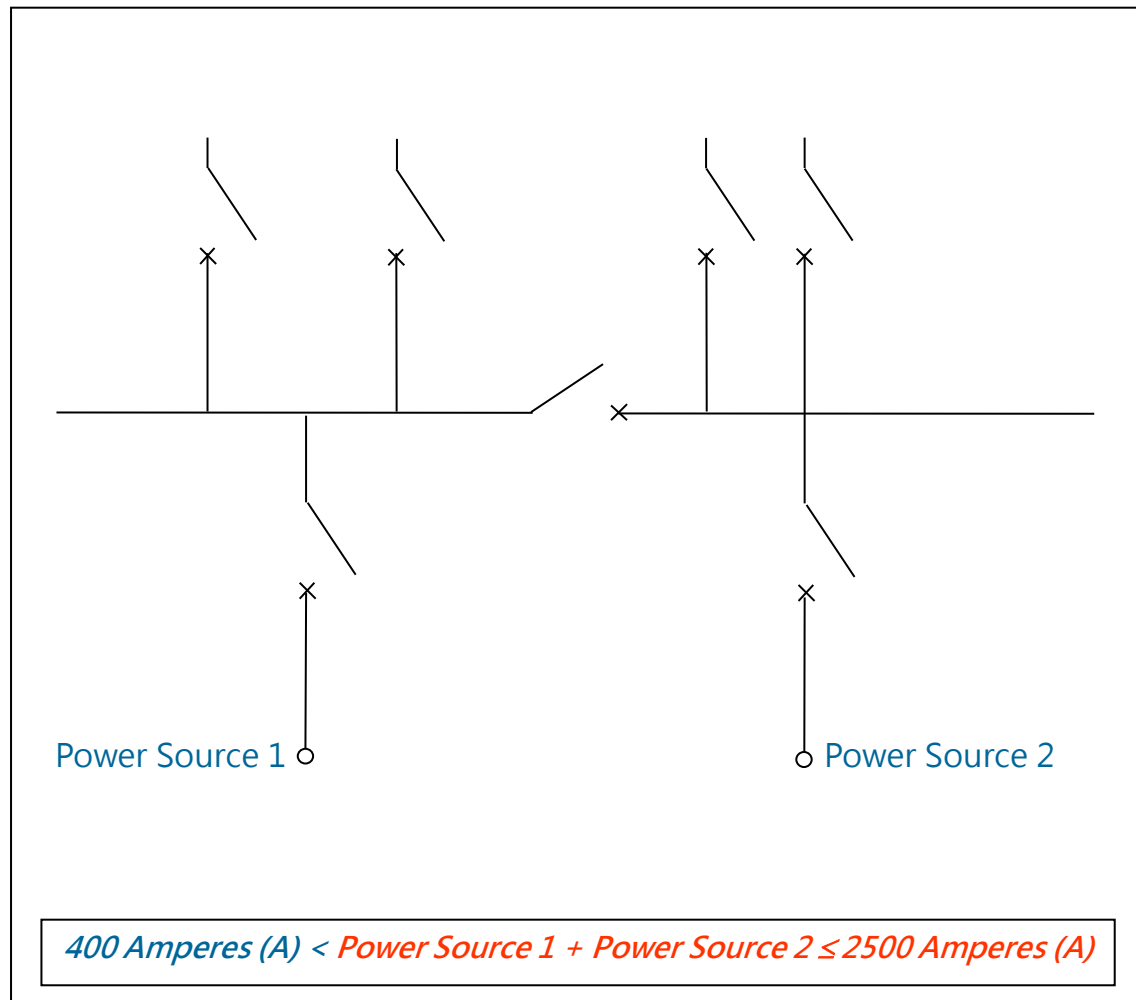 Power Source 1
Power Source 2
400 Amperes (A) < Power Source 1 + Power Source 2 ≤ 2500 Amperes (A)